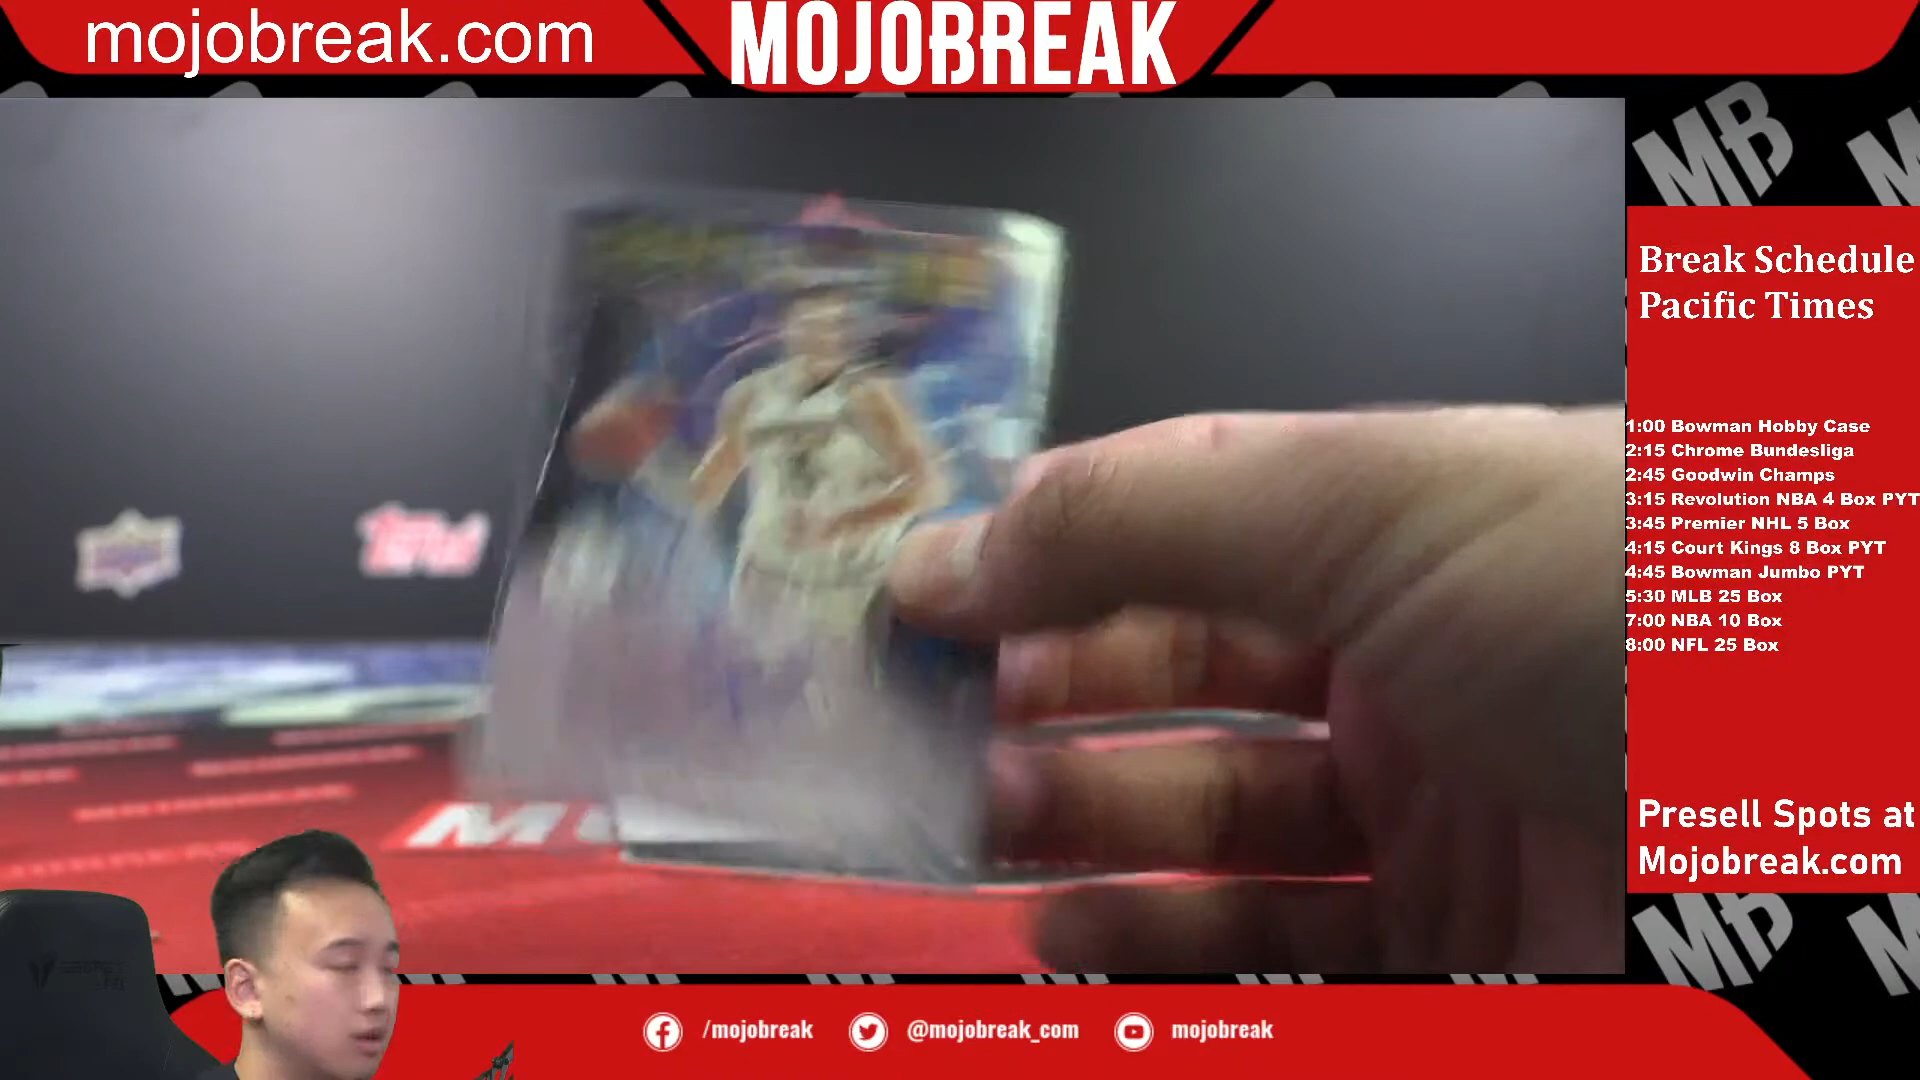 mojobreak.com
MOJOBREAK
MB
Break Schedule
Pacific Times
1:00 Bowman Hobby Case
2:15 Chrome Bundesliga
2:45 Goodwin Champs
3:15 Revolution NBA 4 Box PYT
3:45 Premier NHL 5 Box
4:15 Court Kings 8 Box PYT
4:45 Bowman Jumbo PYT
5:30 MLB 25 Box
7:00 NBA 10 Box
8:00 NFL 25 Box
Topps
Presell Spots at
Mojobreak.com
MB
/mojobreak
@mojobreak_com
mojobreak